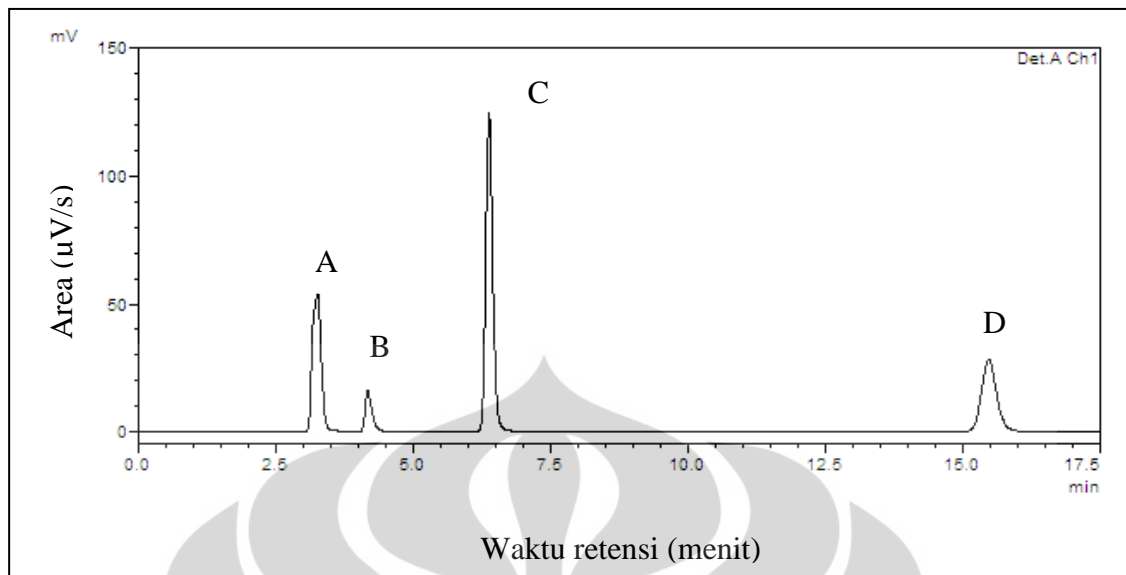 mV
Det.A Ch1
150
100
50
0
Area (µV/s)
A
B
C
D
0.0 2.5 5.0 7.5 10.0 12.5 15.0 17.5
min
Waktu retensi (menit)